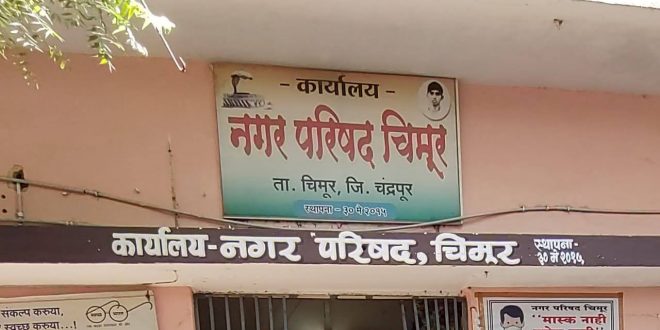 - कार्यालय -
नगर परिषद चिमूर
ता. चिमूर, जि. चंद्रपूर
स्थापना - ३० मे २०१५
कार्यालय-नगर परिषद, चिमूर स्थापना-
३० मे २०१५
संकल्प करुया
स्वच्छ करुया...!
नगर परिषद चिमूर
"मास्क नाही